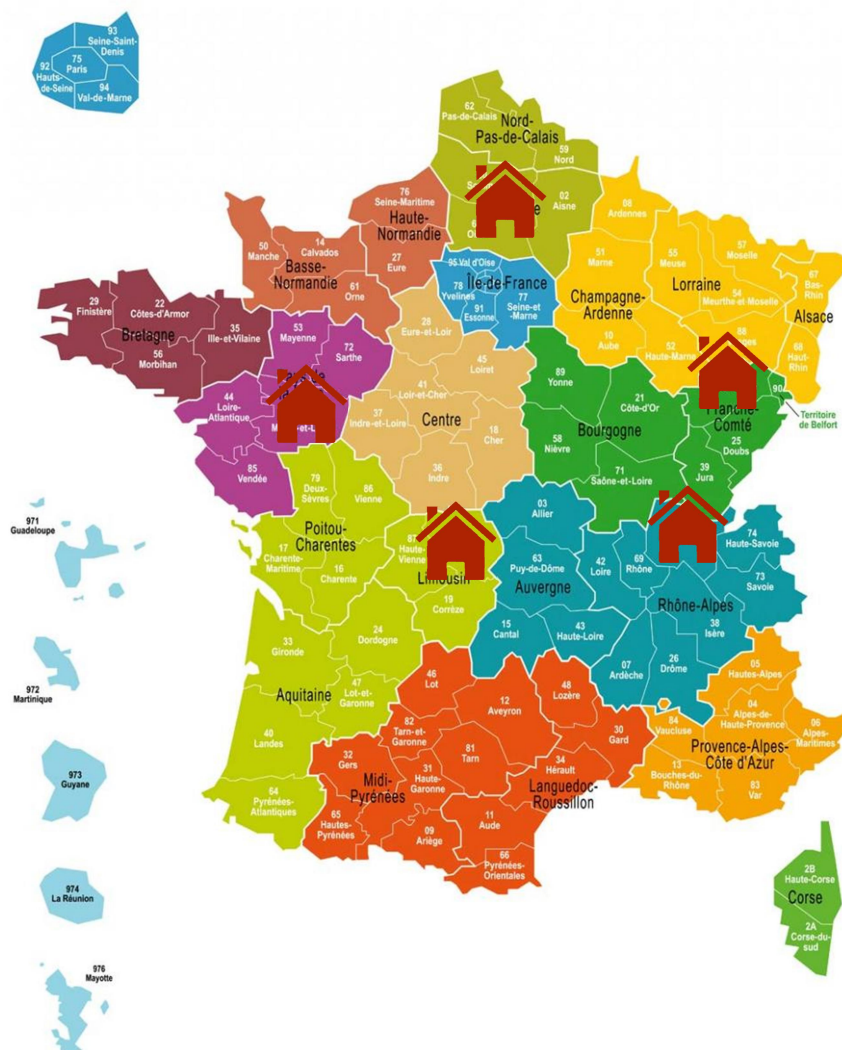 93
Seine-Saint-
Denis
92
Hauts-
de-Seine
75
Paris
94
Val-de-Marne
62
Pas-de-Calais
Nord-
Pas-de-Calais
59
Nord
02
Aisne
76
Seine-Maritime
Haute-
Normandie
27
Eure
50
Manche
14
Calvados
Basse-
Normandie
61
Orne
95 Val d'Oise
Île-de-France
78
Yvelines
91
Essonne
77
Seine-et
-Marne
08
Ardennes
51
Marne
Champagne-
Ardenne
10
Aube
52
Haute-Marne
55
Meuse
57
Moselle
Lorraine
54
Meurthe-et-Moselle
88
67
Bas-
Rhin
Alsace
68
Haut-
Rhin
29
Finistère
22
Côtes-d'Armor
Bretagne
35
Ille-et-Vilaine
56
Morbihan
53
Mayenne
72
Sarthe
44
Loire-
Atlantique
85
Vendée
28
Eure-et-Loir
45
Loiret
41
Loir-et-Cher
37
Indre-et-Loire
Centre
18
Cher
36
Indre
89
Yonne
21
Côte-d'Or
Bourgogne
58
Nièvre
71
Saône-et-Loire
90
Territoire
de Belfort
Franche-
Comté
25
Doubs
39
Jura
79
Deux-
Sèvres
86
Vienne
Poitou-
Charentes
17
Charente-
Maritime
16
Charente
87
Haute-
Vienne
Limousin
19
Corrèze
03
Allier
63
Puy-de-Dôme
Auvergne
15
Cantal
43
Haute-Loire
42
Loire
69
Rhône
74
Haute-Savoie
73
Savoie
Rhône-Alpes
38
Isère
07
Ardèche
26
Drôme
24
Dordogne
33
Gironde
47
Lot-et-
Garonne
Aquitaine
40
Landes
64
Pyrénées-
Atlantiques
46
Lot
12
Aveyron
82
Tarn-et-
Garonne
81
Tarn
32
Gers
31
Haute-
Garonne
Midi-
Pyrénées
65
Hautes-
Pyrénées
09
Ariège
48
Lozère
30
Gard
34
Hérault
Languedoc-
Roussillon
11
Aude
66
Pyrénées-
Orientales
05
Hautes-Alpes
04
Alpes-de-
Haute-Provence
06
Alpes-
Maritimes
84
Vaucluse
Provence-Alpes-
Côte d'Azur
13
Bouches-du-
Rhône
83
Var
2B
Haute-Corse
Corse
2A
Corse-du-
sud
971
Guadeloupe
972
Martinique
973
Guyane
974
La Réunion
976
Mayotte